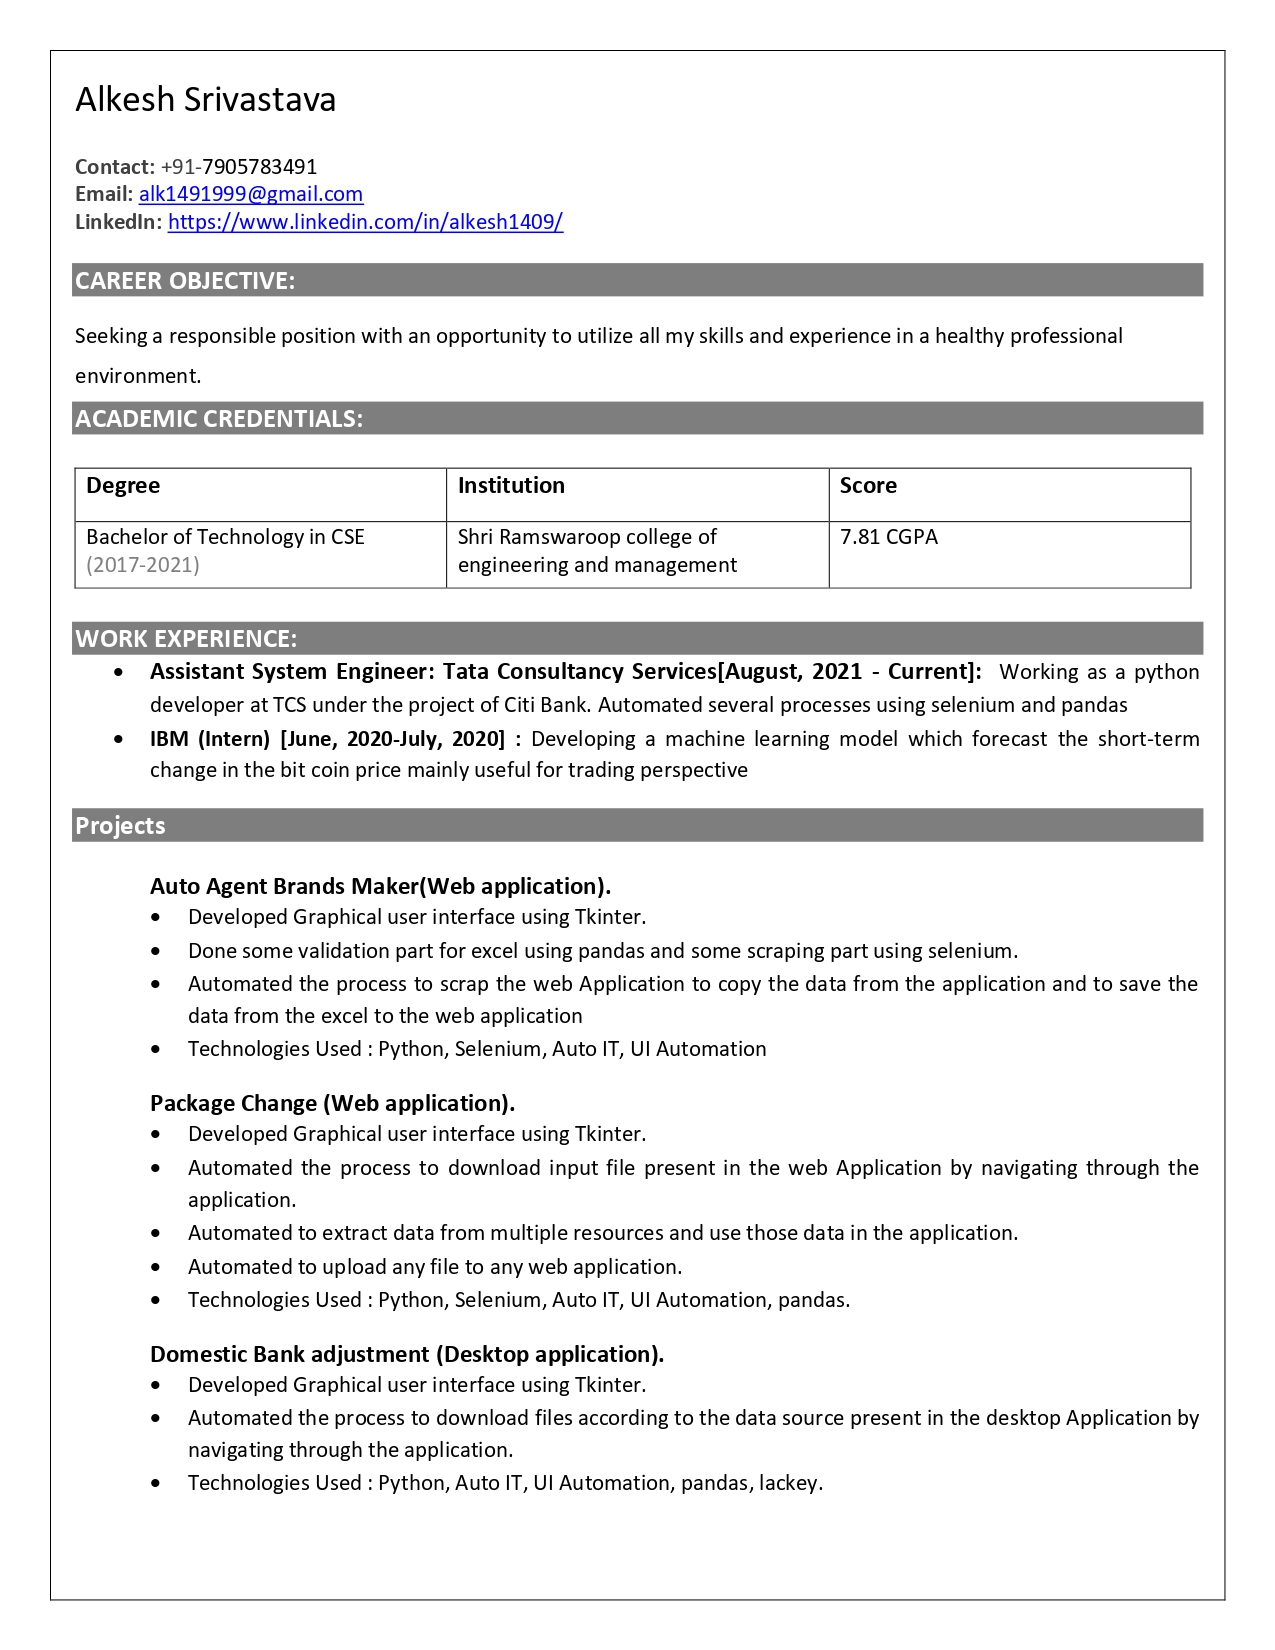 Alkesh Srivastava
Contact: +91-7905783491
Email: alk1491999@gmail.com
LinkedIn: https://www.linkedin.com/in/alkesh1409/
CAREER OBJECTIVE:
Seeking a responsible position with an opportunity to utilize all my skills and experience in a healthy professional
environment.
ACADEMIC CREDENTIALS:
Degree Institution Score
Bachelor of Technology in CSE Shri Ramswaroop college of 7.81 CGPA
(2017-2021) engineering and management
WORK EXPERIENCE:
• Assistant System Engineer: Tata Consultancy Services[August, 2021 - Current]: Working as a python
developer at TCS under the project of Citi Bank. Automated several processes using selenium and pandas
• IBM (Intern) [June, 2020-July, 2020] : Developing a machine learning model which forecast the short-term
change in the bit coin price mainly useful for trading perspective
Projects
Auto Agent Brands Maker(Web application).
• Developed Graphical user interface using Tkinter.
• Done some validation part for excel using pandas and some scraping part using selenium.
• Automated the process to scrap the web Application to copy the data from the application and to save the
data from the excel to the web application
• Technologies Used : Python, Selenium, Auto IT, UI Automation
Package Change (Web application).
• Developed Graphical user interface using Tkinter.
• Automated the process to download input file present in the web Application by navigating through the
application.
• Automated to extract data from multiple resources and use those data in the application.
• Automated to upload any file to any web application.
• Technologies Used : Python, Selenium, Auto IT, UI Automation, pandas.
Domestic Bank adjustment (Desktop application).
• Developed Graphical user interface using Tkinter.
• Automated the process to download files according to the data source present in the desktop Application by
navigating through the application.
• Technologies Used : Python, Auto IT, UI Automation, pandas, lackey.